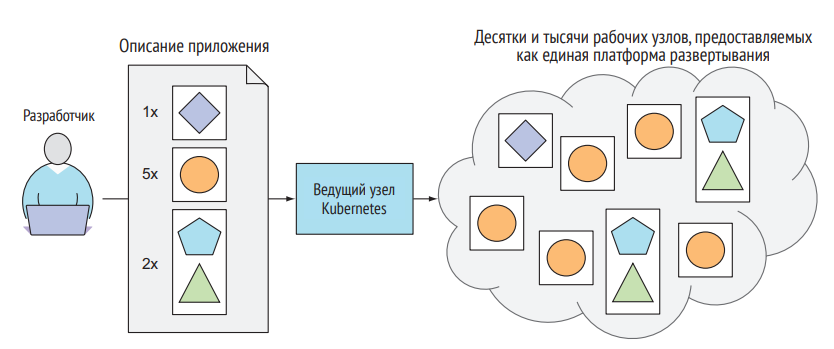 Описание приложения
Десятки и тысячи рабочих узлов, предоставляемых
как единая платформа развертывания
Разработчик
1x
5x
2x
Ведущий узел
Kubernetes